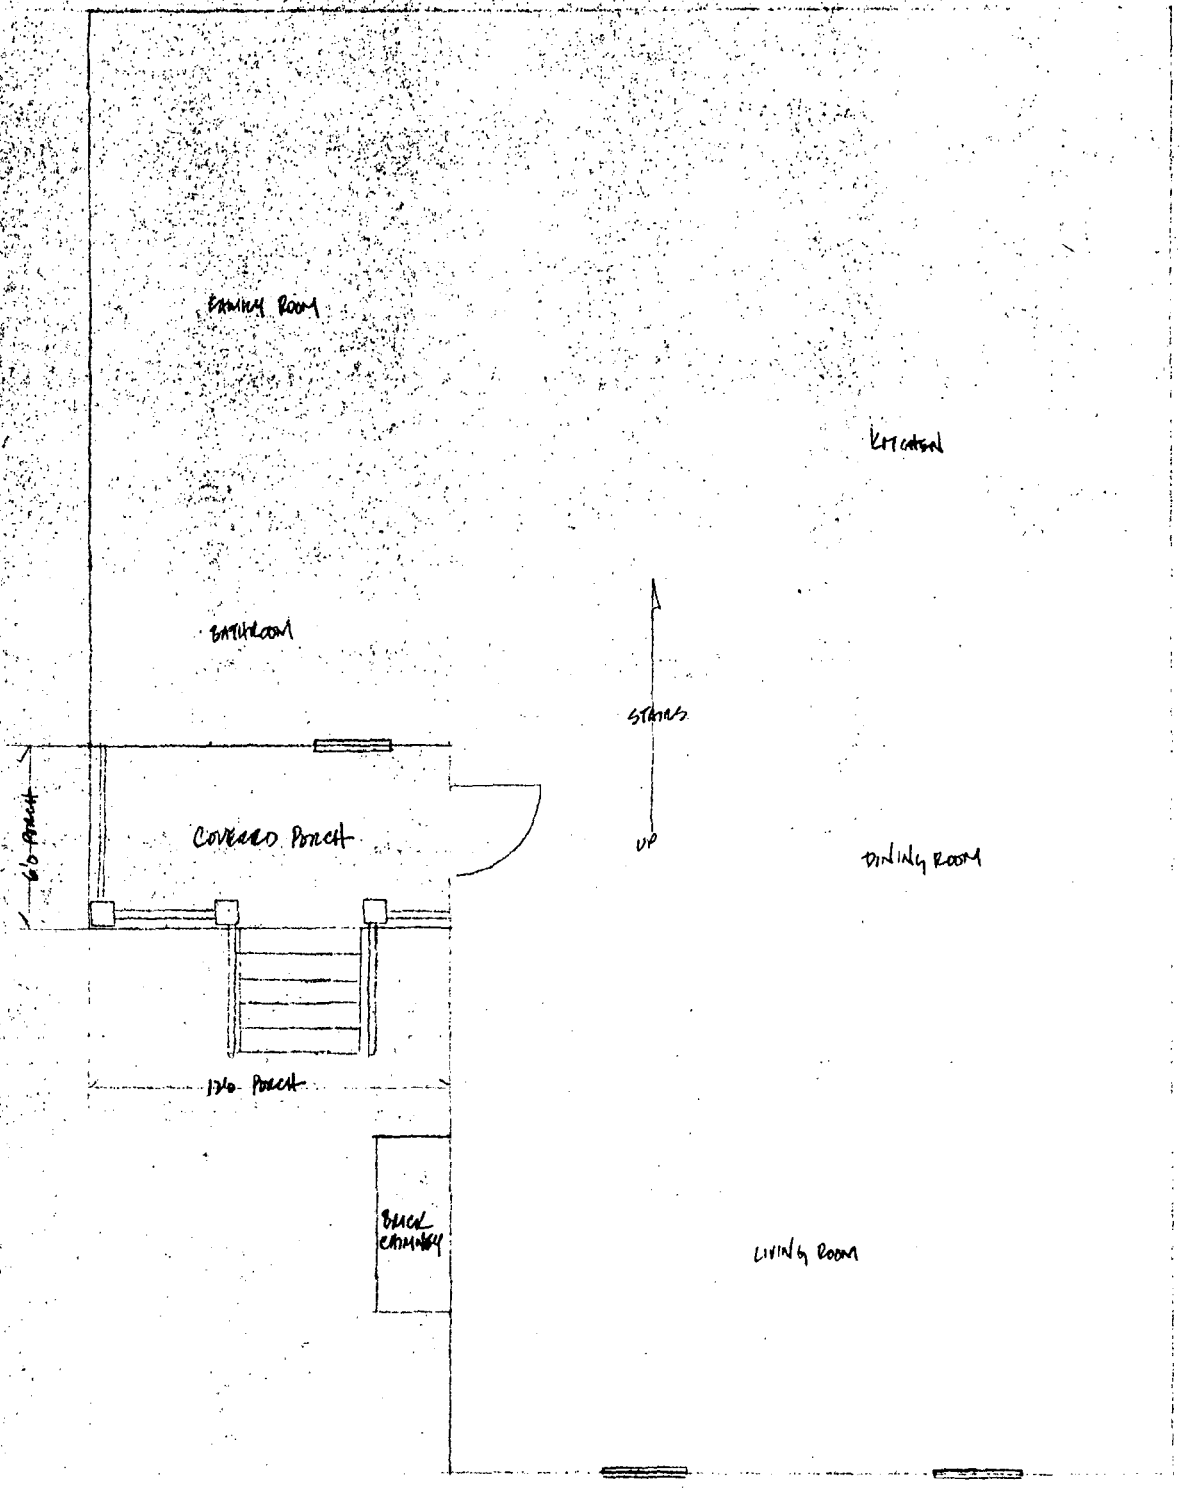 FAMILY ROOM
KITCHEN
BATHROOM
STAIRS
6'0 PORCH
COVERED PORCH
UP
DINING ROOM
12'0 PORCH
BRICK
CHIMNEY
LIVING ROOM